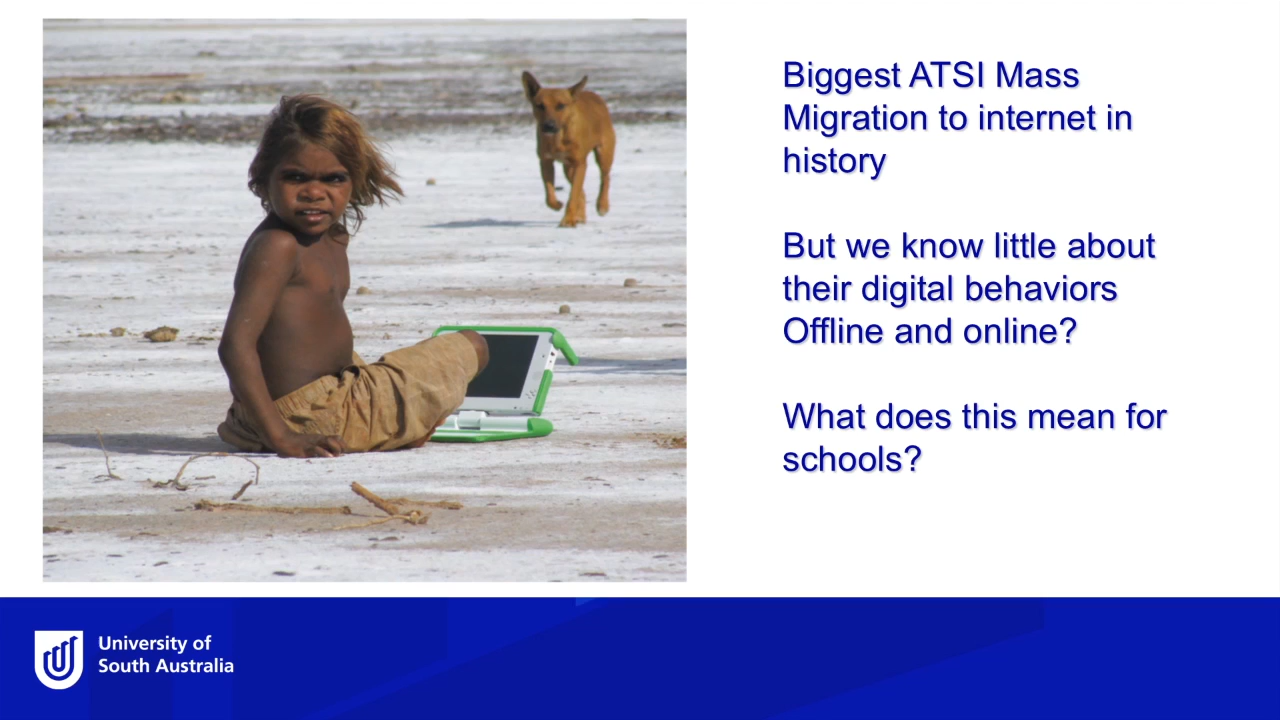 Biggest ATSI Mass
Migration to internet in
history
But we know little about
their digital behaviors
Offline and online?
What does this mean for
schools?
University of
South Australia